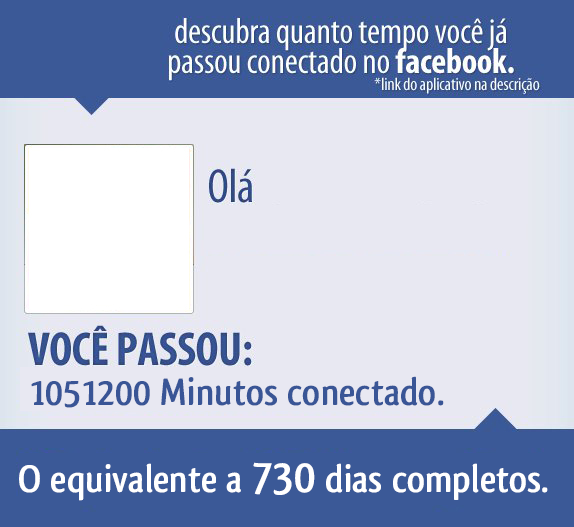 descubra quanto tempo você já
passou conectado no facebook.
*link do aplicativo na descrição
Olá
VOCÊ PASSOU:
1051200 Minutos conectado.
O equivalente a 730 dias completos.